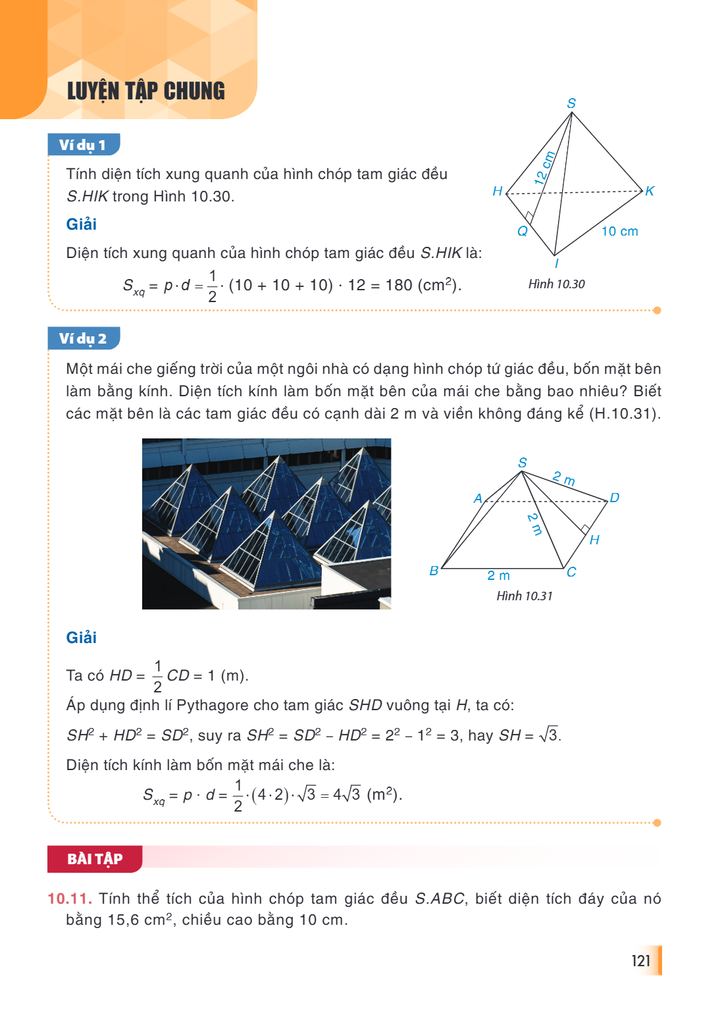 LUYỆN TẬP CHUNG
Ví dụ 1
Tính diện tích xung quanh của hình chóp tam giác đều
S.HIK trong Hình 10.30.
Giải
Diện tích xung quanh của hình chóp tam giác đều S.HIK là:
S_xq = p · d = 1/2 · (10 + 10 + 10) · 12 = 180 (cm²).
S
12 cm
H
K
Q
10 cm
I
Hình 10.30
Ví dụ 2
Một mái che giếng trời của một ngôi nhà có dạng hình chóp tứ giác đều, bốn mặt bên
làm bằng kính. Diện tích kính làm bốn mặt bên của mái che bằng bao nhiêu? Biết
các mặt bên là các tam giác đều có cạnh dài 2 m và viền không đáng kể (H.10.31).
S
2 m
A
D
2 m
H
B
2 m
C
Hình 10.31
Giải
Ta có HD = 1/2 CD = 1 (m).
Áp dụng định lí Pythagore cho tam giác SHD vuông tại H, ta có:
SH² + HD² = SD², suy ra SH² = SD² − HD² = 2² − 1² = 3, hay SH = √3.
Diện tích kính làm bốn mặt mái che là:
S_xq = p · d = 1/2 · (4 · 2) · √3 = 4√3 (m²).
BÀI TẬP
10.11. Tính thể tích của hình chóp tam giác đều S.ABC, biết diện tích đáy của nó
bằng 15,6 cm², chiều cao bằng 10 cm.
121